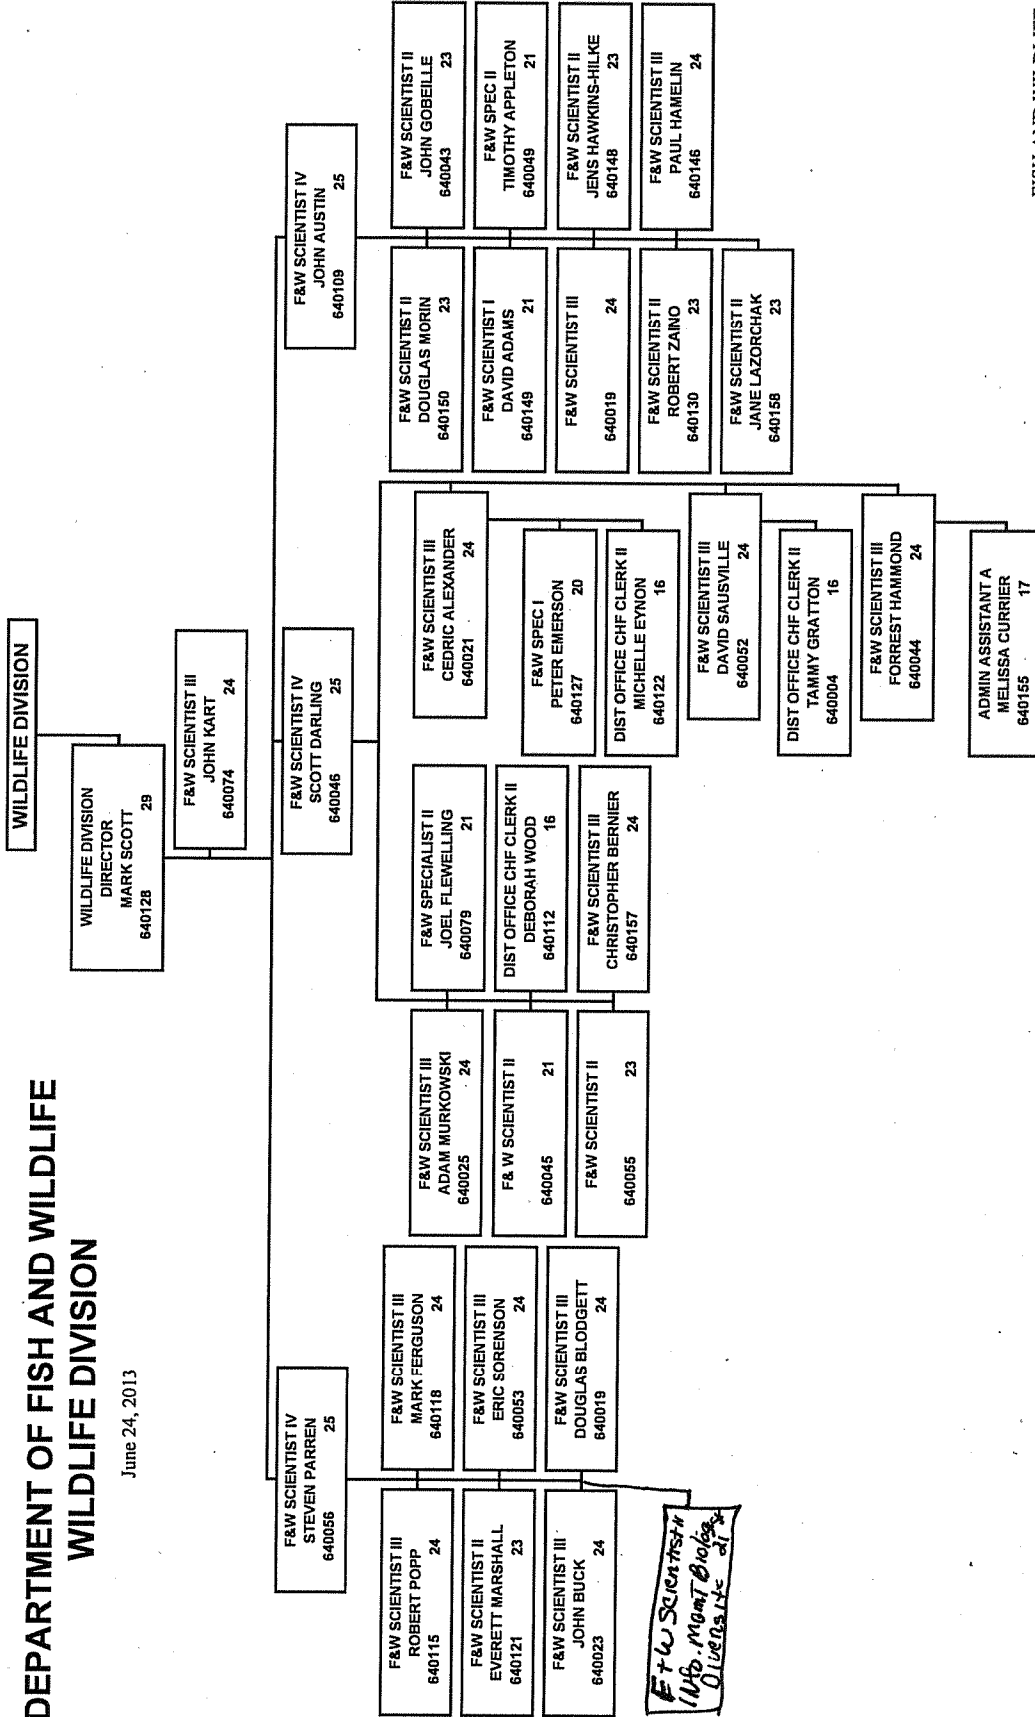 DEPARTMENT OF FISH AND WILDLIFE
WILDLIFE DIVISION
June 24, 2013
WILDLIFE DIVISION
WILDLIFE DIVISION
DIRECTOR
MARK SCOTT
640128 29
F&W SCIENTIST III
JOHN KART
640074 24
F&W SCIENTIST IV
STEVEN PARREN
640056 25
F&W SCIENTIST III
ROBERT POPP
640115 24
F&W SCIENTIST III
MARK FERGUSON
640118 24
F&W SCIENTIST II
EVERETT MARSHALL
640121 23
F&W SCIENTIST III
ERIC SORENSON
640053 24
F&W SCIENTIST III
JOHN BUCK
640023 24
F&W SCIENTIST III
DOUGLAS BLODGETT
640019 24
F+W Scientist II
Info. Mgmt Biologist
21
F&W SCIENTIST IV
SCOTT DARLING
640046 25
F&W SCIENTIST III
ADAM MURKOWSKI
640025 24
F&W SPECIALIST II
JOEL FLEWELLING
640079 21
F& W SCIENTIST II
640045 21
DIST OFFICE CHF CLERK II
DEBORAH WOOD
640112 16
F&W SCIENTIST II
640055 23
F&W SCIENTIST III
CHRISTOPHER BERNIER
640157 24
F&W SCIENTIST III
CEDRIC ALEXANDER
640021 24
F&W SPEC I
PETER EMERSON
640127 20
DIST OFFICE CHF CLERK II
MICHELLE EYNON
640122 16
F&W SCIENTIST III
DAVID SAUSVILLE
640052 24
DIST OFFICE CHF CLERK II
TAMMY GRATTON
640004 16
F&W SCIENTIST III
FORREST HAMMOND
640044 24
ADMIN ASSISTANT A
MELISSA CURRIER
640155 17
F&W SCIENTIST IV
JOHN AUSTIN
640109 25
F&W SCIENTIST II
DOUGLAS MORIN
640150 23
F&W SCIENTIST II
JOHN GOBEILLE
640043 23
F&W SCIENTIST I
DAVID ADAMS
640149 21
F&W SPEC II
TIMOTHY APPLETON
640049 21
F&W SCIENTIST III
640019 24
F&W SCIENTIST II
JENS HAWKINS-HILKE
640148 23
F&W SCIENTIST II
ROBERT ZAINO
640130 23
F&W SCIENTIST III
PAUL HAMELIN
640146 24
F&W SCIENTIST II
JANE LAZORCHAK
640158 23